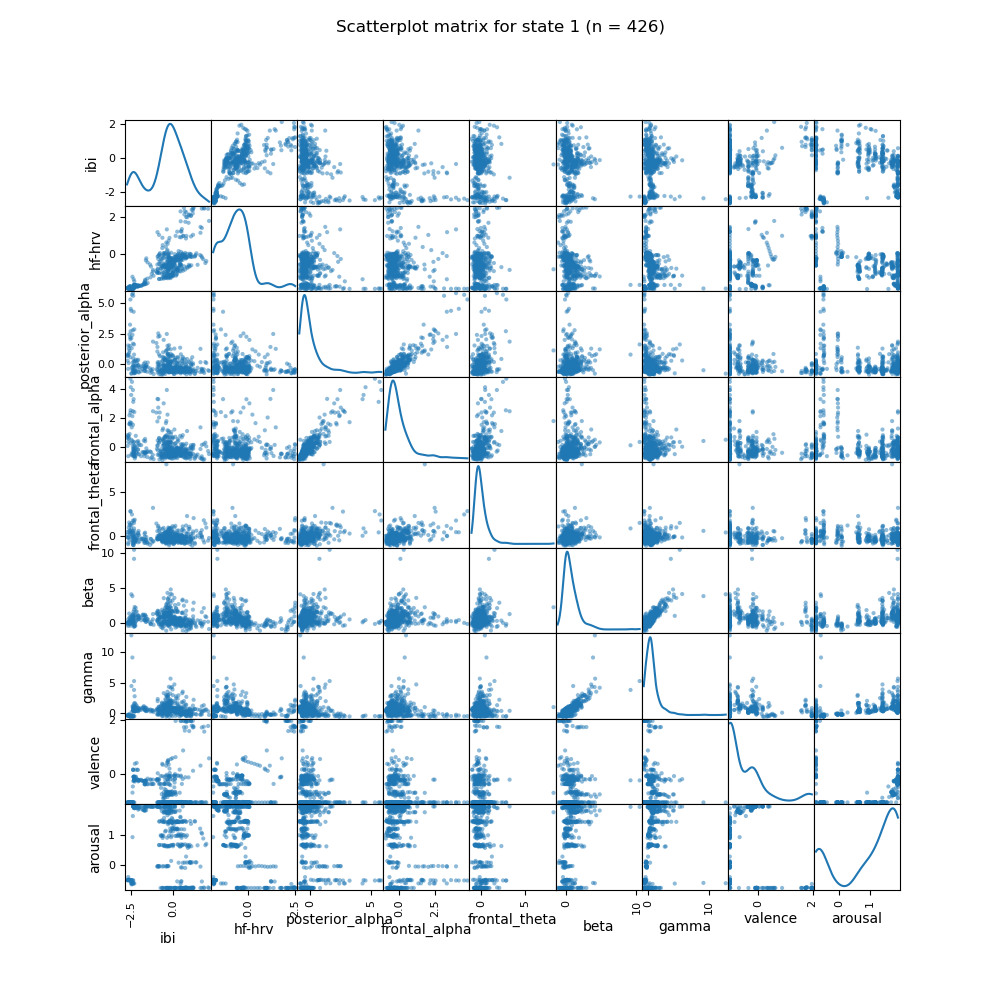 Scatterplot matrix for state 1 (n = 426)
2
0
-2
ibi
2
0
hf-hrv
5.0
2.5
0.0
posterior_alpha
4
2
0
frontal_alpha
5
0
frontal_theta
10
5
0
beta
10
5
0
gamma
2
0
valence
1
0
arousal
−2.5
0.0
0.0
2.5
0
5
0.0
2.5
0
5
0
10
0
10
0
2
0
1
ibi
hf-hrv
posterior_alpha
frontal_alpha
frontal_theta
beta
gamma
valence
arousal